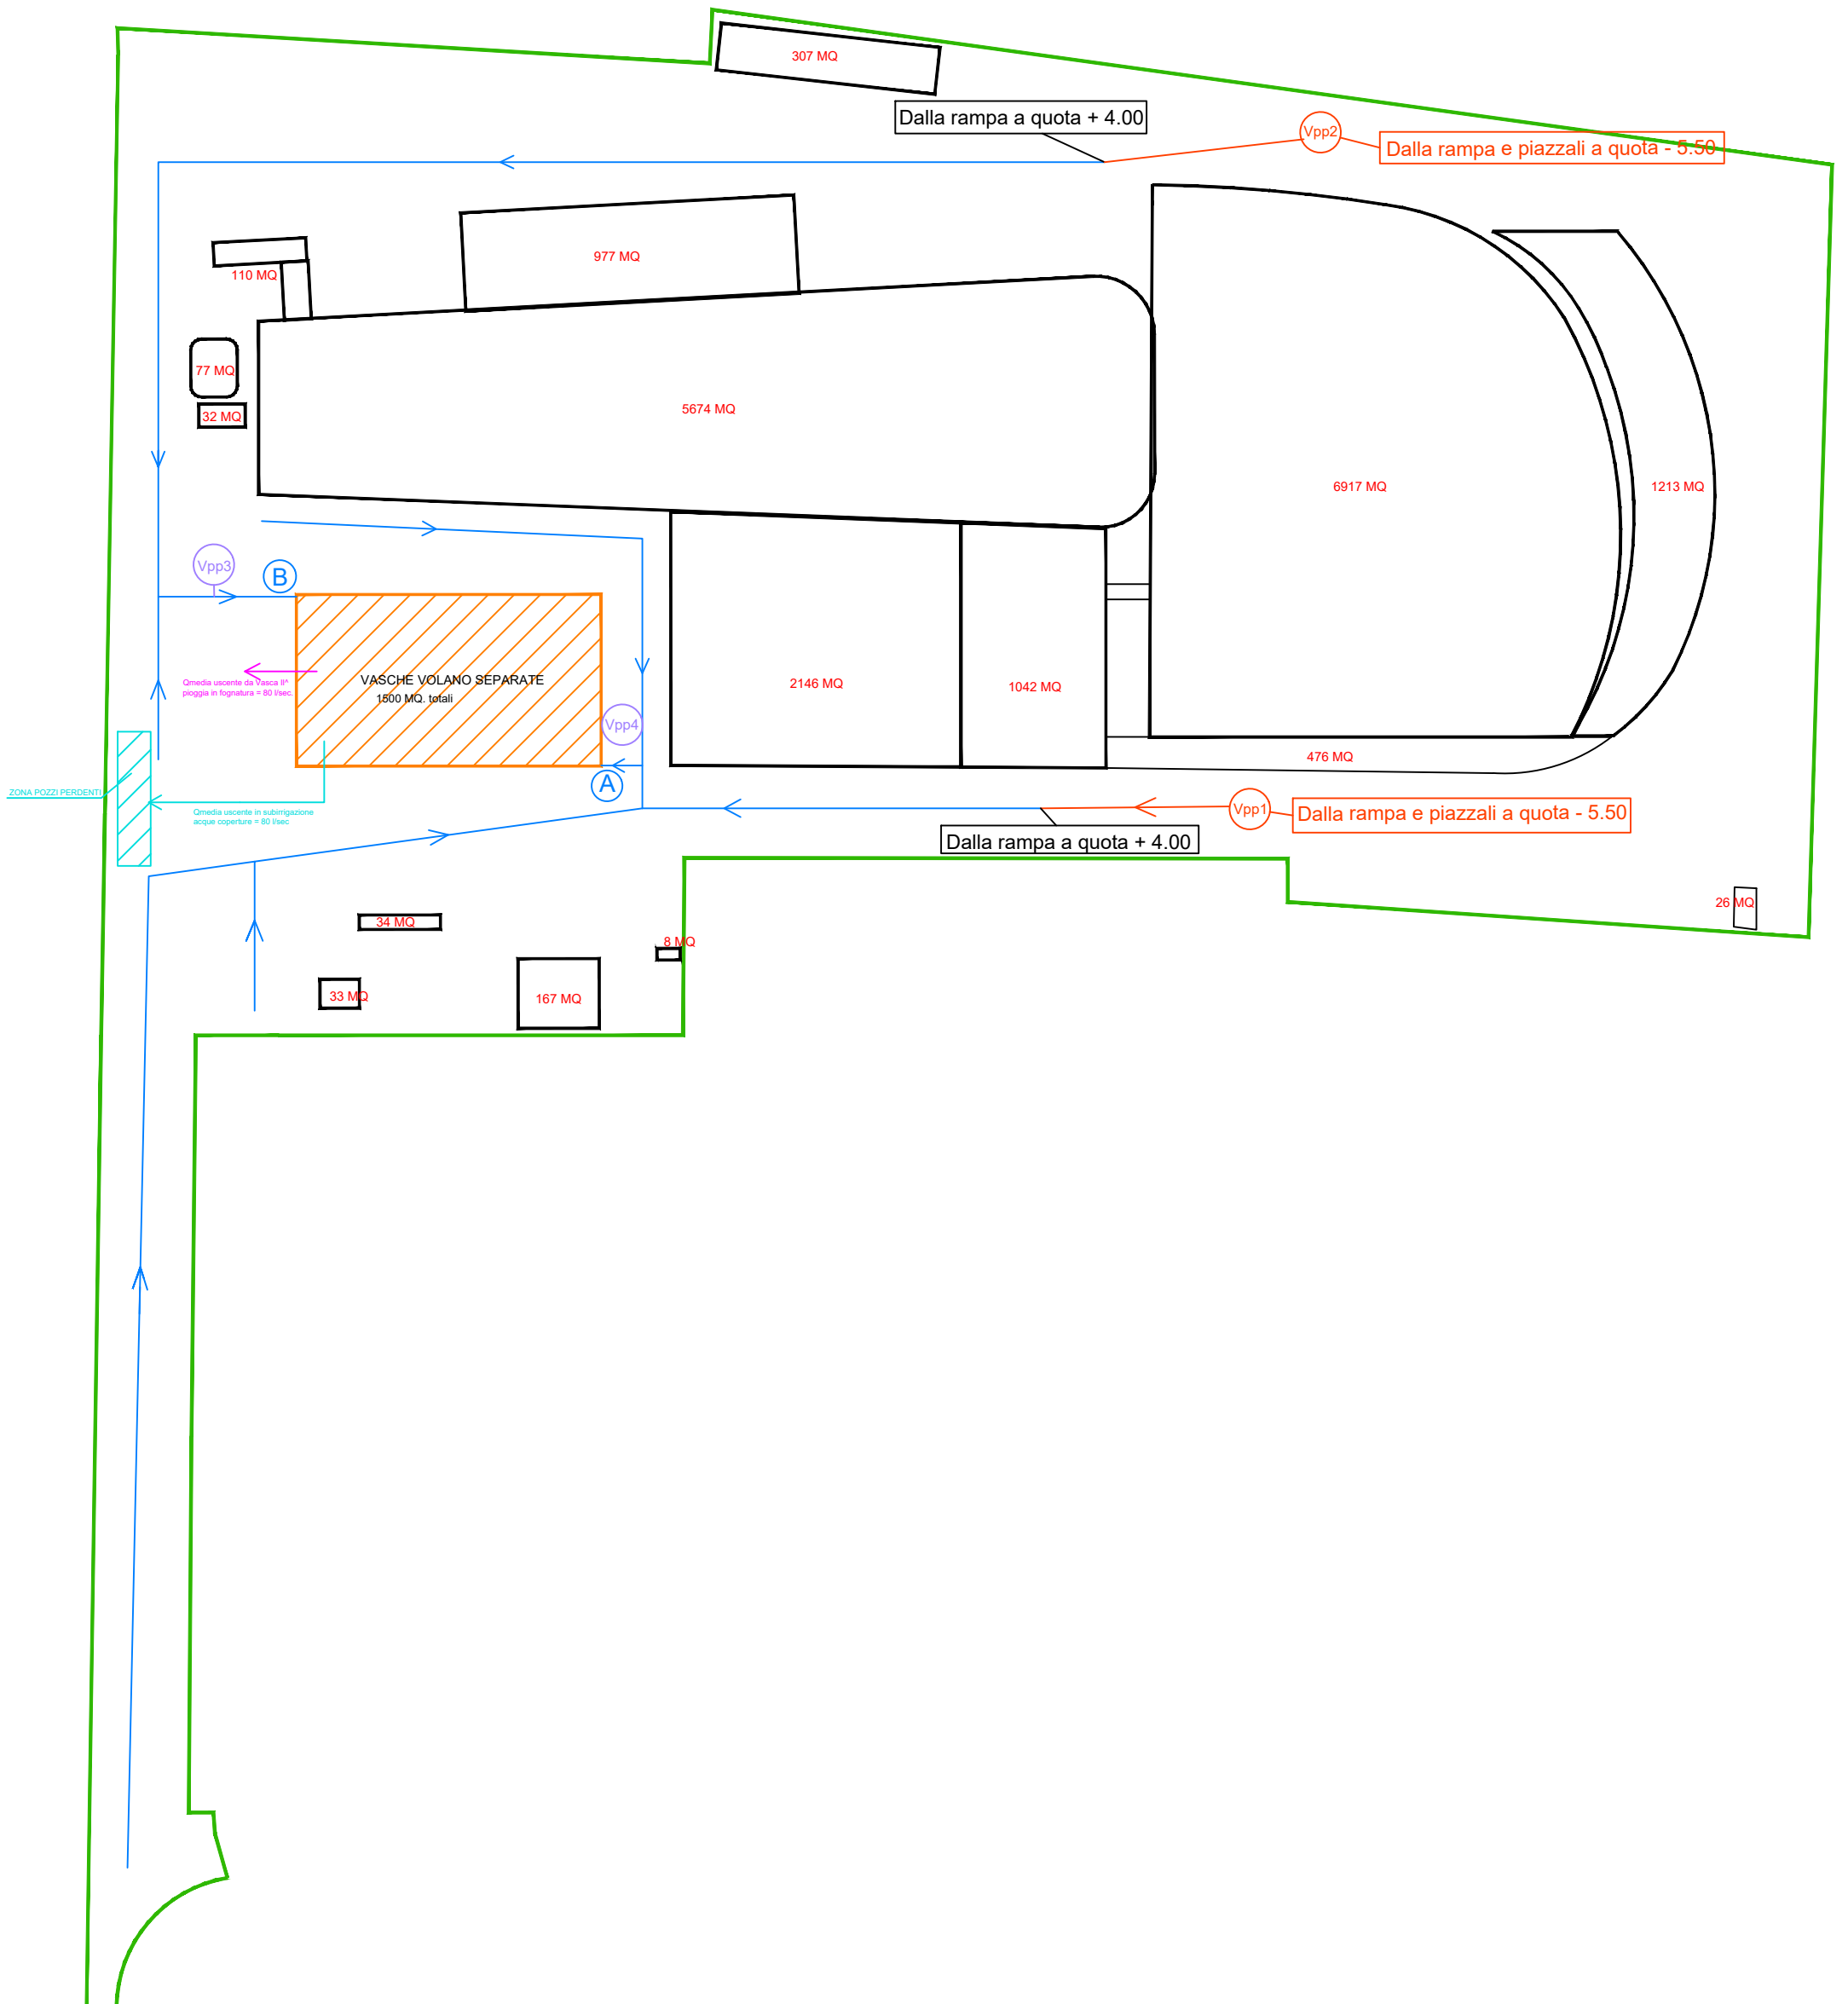 307 MQ
Dalla rampa a quota + 4.00
Vpp2
Dalla rampa e piazzali a quota - 5.50
977 MQ
110 MQ
77 MQ
32 MQ
5674 MQ
6917 MQ
1213 MQ
Vpp3
B
Qmedia uscente da Vasca II^
pioggia in fognatura = 80 l/sec.
VASCHE VOLANO SEPARATE
1500 MQ. totali
2146 MQ
1042 MQ
Vpp4
A
476 MQ
ZONA POZZI PERDENTI
Qmedia uscente in subirrigazione
acque coperture = 80 l/sec
Vpp1
Dalla rampa e piazzali a quota - 5.50
Dalla rampa a quota + 4.00
26 MQ
34 MQ
8 MQ
33 MQ
167 MQ